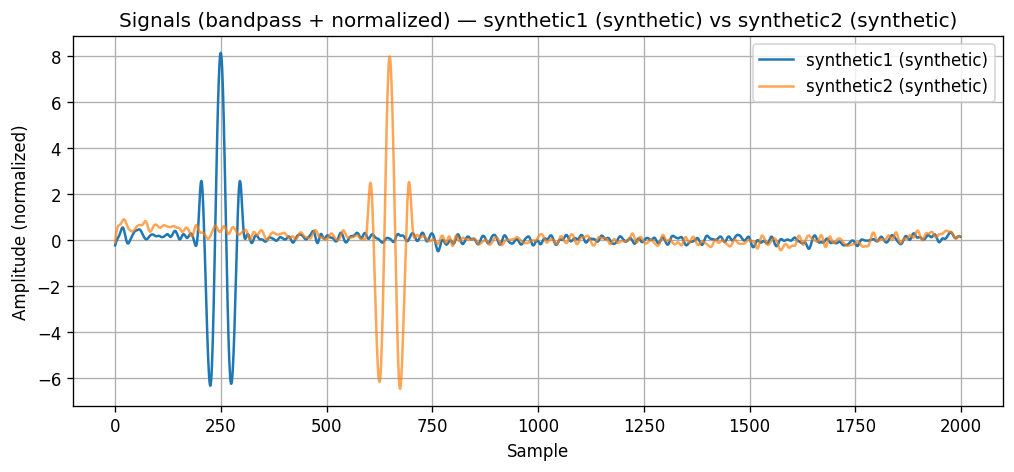 Signals (bandpass + normalized) — synthetic1 (synthetic) vs synthetic2 (synthetic)
synthetic1 (synthetic)
synthetic2 (synthetic)
Amplitude (normalized)
8
6
4
2
0
−2
−4
−6
0 250 500 750 1000 1250 1500 1750 2000
Sample